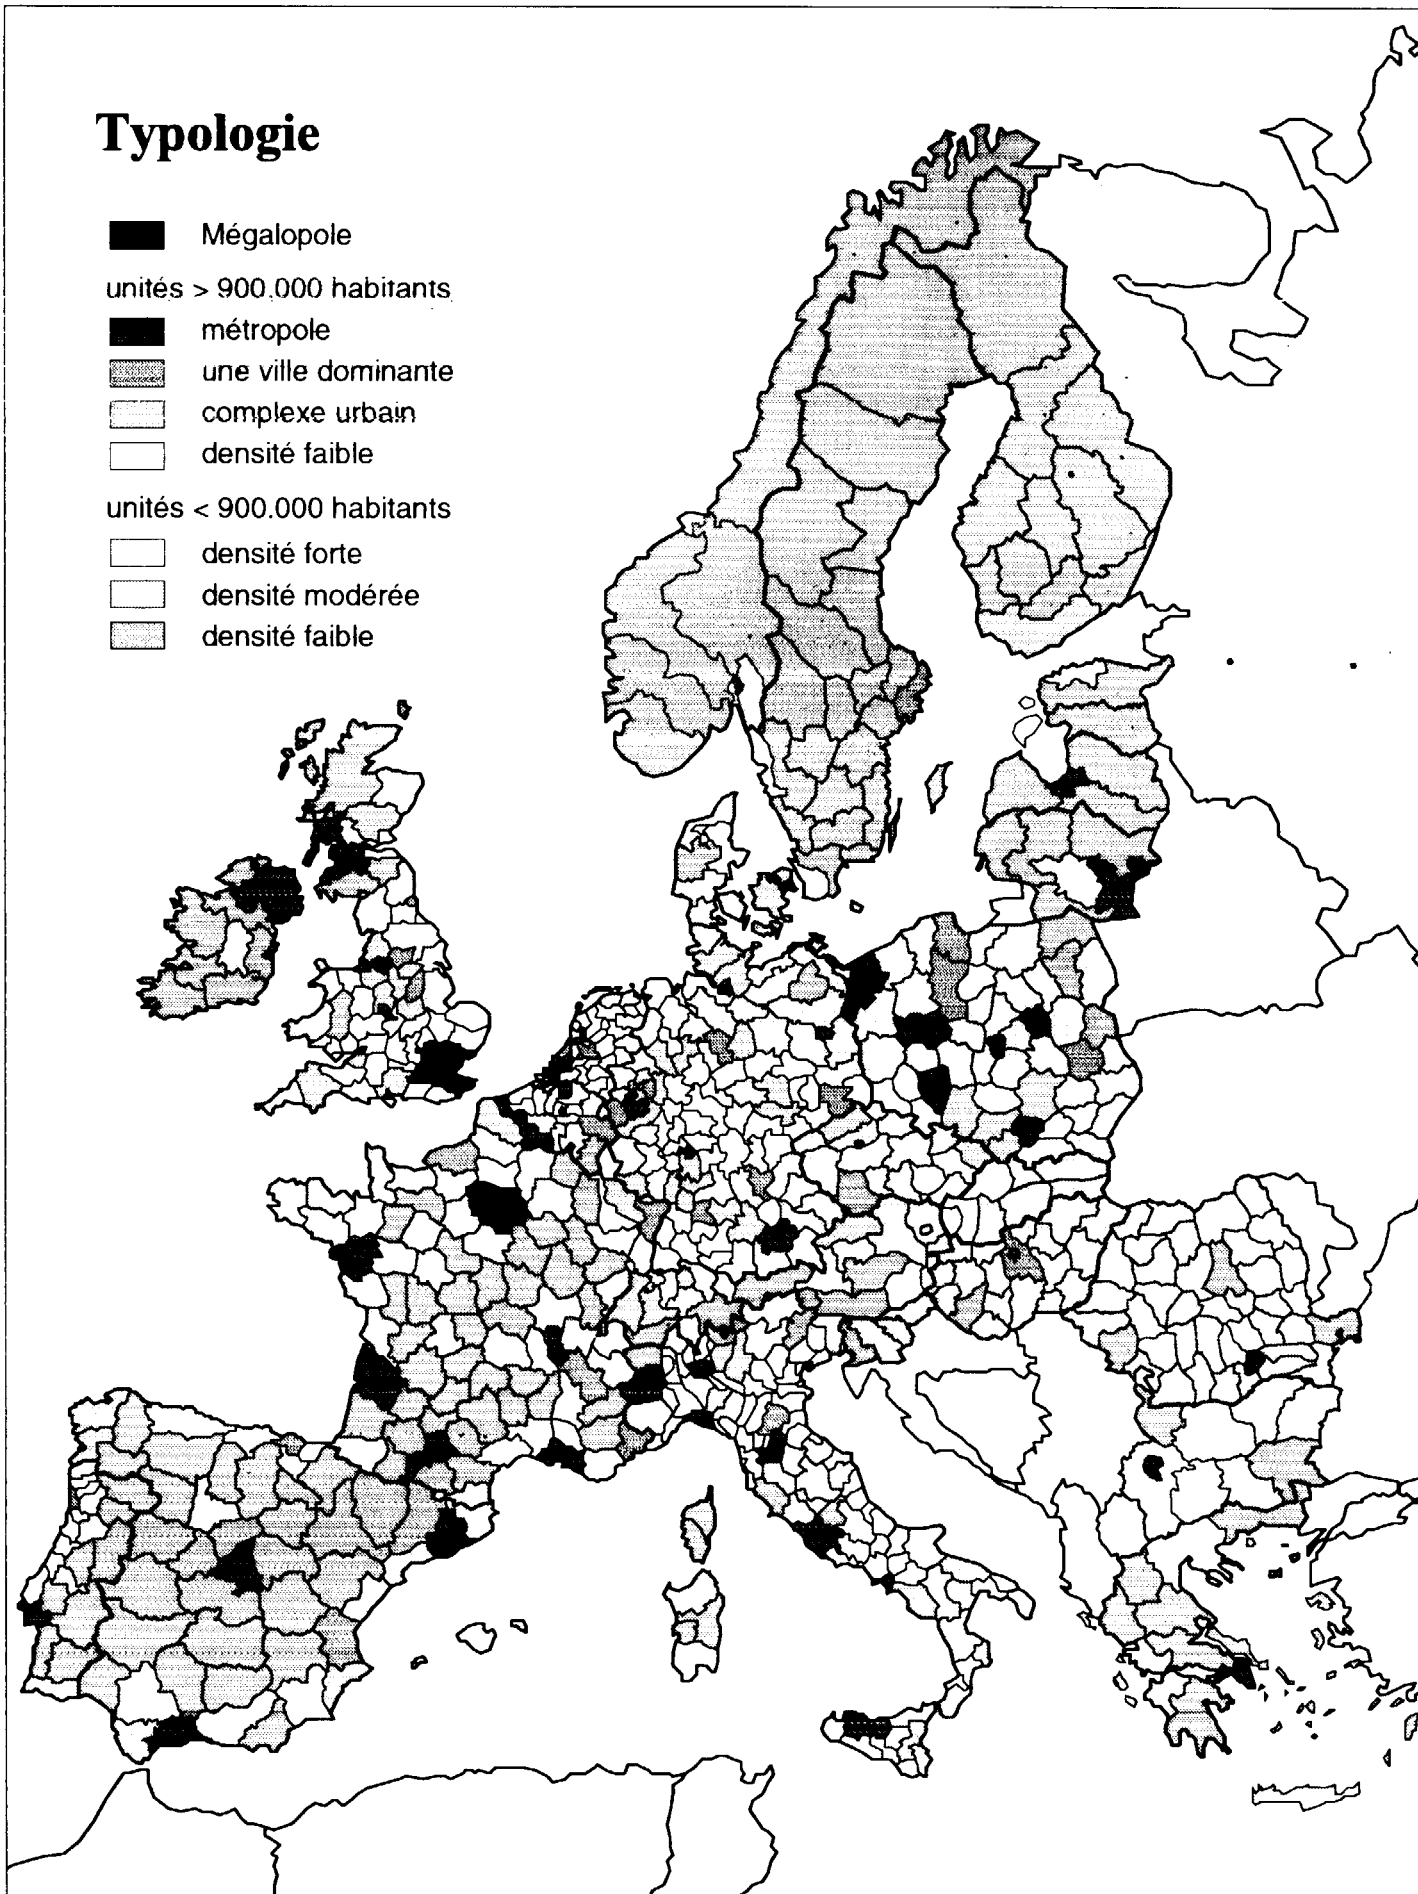 Typologie
Mégalopole
unités > 900.000 habitants
métropole
une ville dominante
complexe urbain
densité faible
unités < 900.000 habitants
densité forte
densité modérée
densité faible